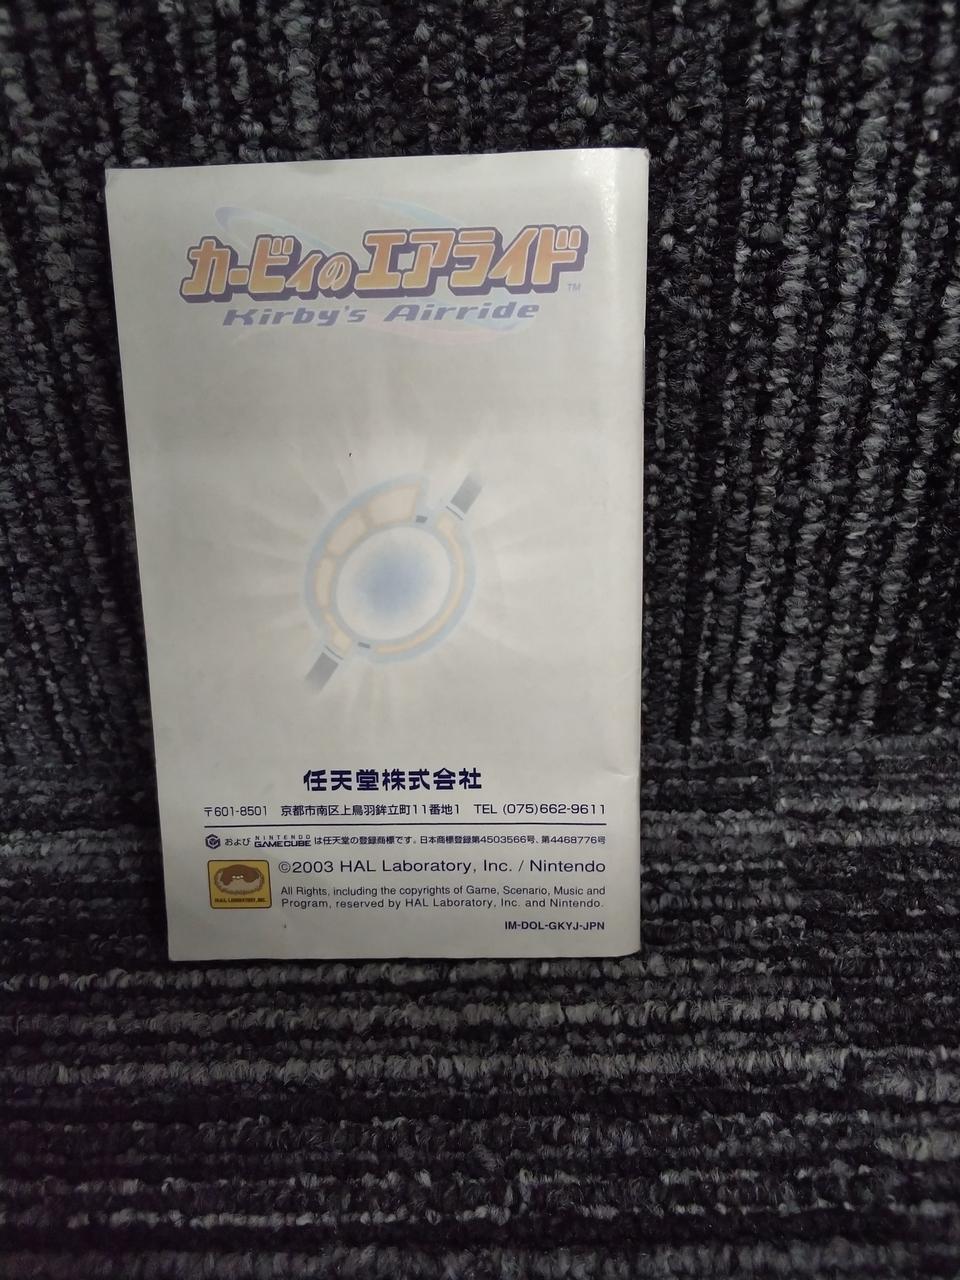 カービィのエアライド™
Kirby's Airride
任天堂株式会社
〒601-8501 京都市南区上鳥羽鉾立町11番地1 TEL (075)662-9611
および NINTENDO GAMECUBE は任天堂の登録商標です。日本商標登録第4503566号、第4468776号
HAL LABORATORY, INC.
©2003 HAL Laboratory, Inc. / Nintendo
All Rights, including the copyrights of Game, Scenario, Music and
Program, reserved by HAL Laboratory, Inc. and Nintendo.
IM-DOL-GKYJ-JPN